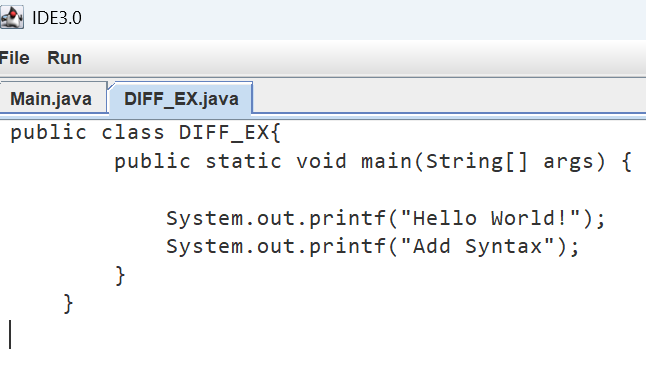 IDE3.0
File Run
Main.java DIFF_EX.java
public class DIFF_EX{
public static void main(String[] args) {
System.out.printf("Hello World!");
System.out.printf("Add Syntax");
}
}